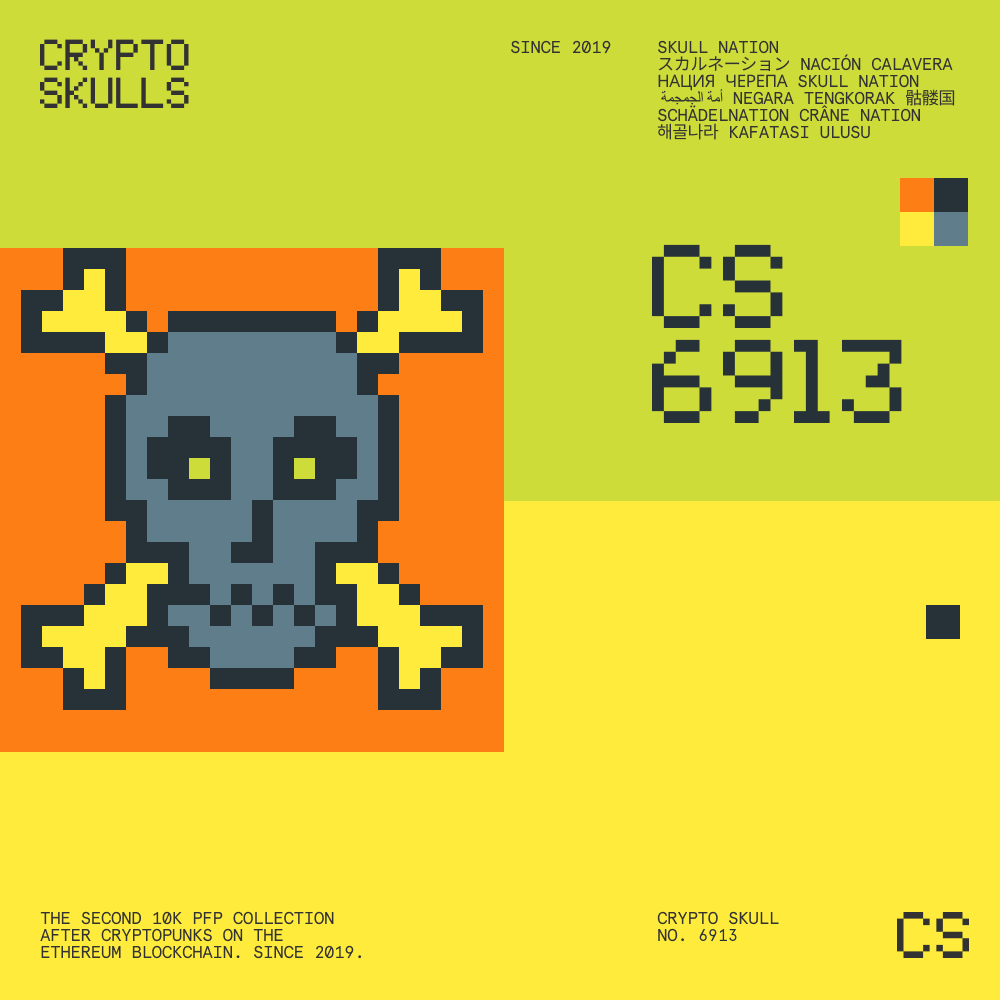 CRYPTO
SKULLS
SINCE 2019
SKULL NATION
スカルネーション NACIÓN CALAVERA
НАЦИЯ ЧЕРЕПА SKULL NATION
أمة الجمجمة NEGARA TENGKORAK 骷髅国
SCHÄDELNATION CRÂNE NATION
해골나라 KAFATASI ULUSU
CS
6913
THE SECOND 10K PFP COLLECTION
AFTER CRYPTOPUNKS ON THE
ETHEREUM BLOCKCHAIN. SINCE 2019.
CRYPTO SKULL
NO. 6913
CS